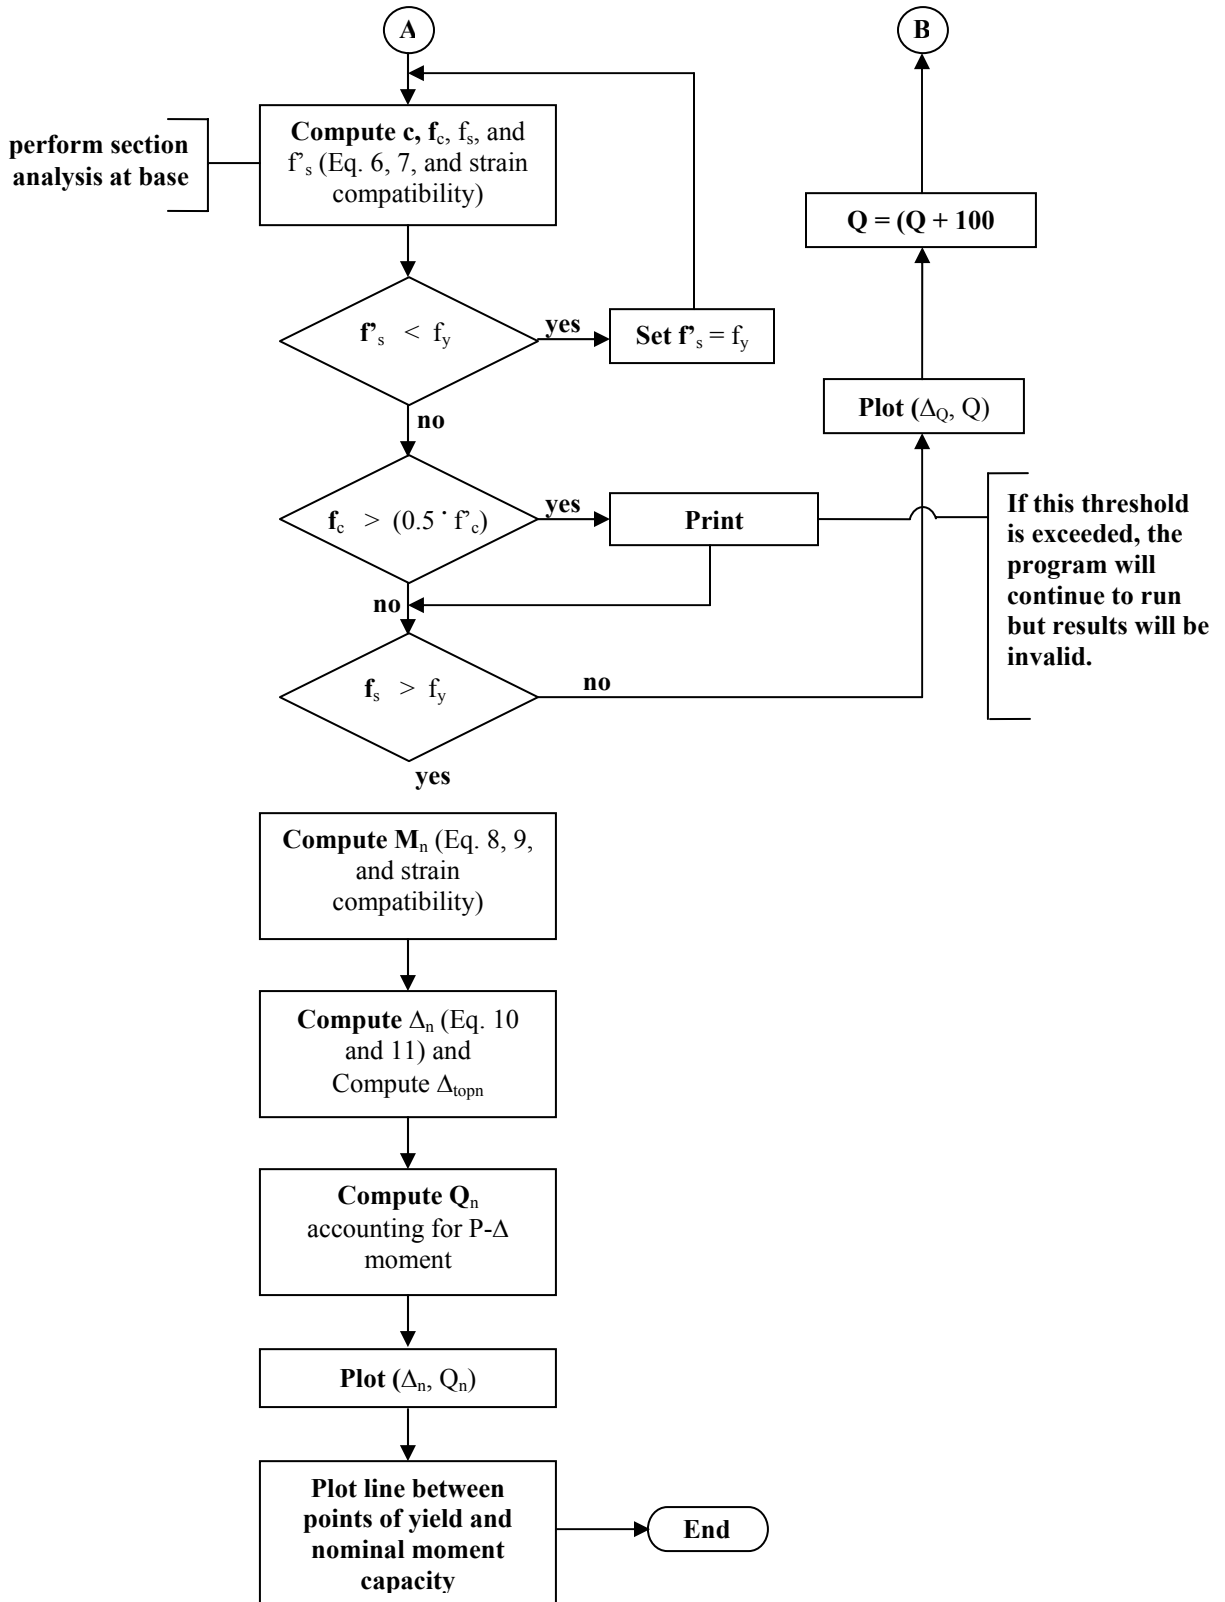 A
B
perform section
analysis at base
Compute c, fc, fs, and
f's (Eq. 6, 7, and strain
compatibility)
Q = (Q + 100
f's < fy
yes
Set f's = fy
Plot (ΔQ, Q)
no
fc > (0.5 · f'c)
yes
Print
If this threshold
is exceeded, the
program will
continue to run
but results will be
invalid.
no
fs > fy
no
yes
Compute Mn (Eq. 8, 9,
and strain
compatibility)
Compute Δn (Eq. 10
and 11) and
Compute Δtopn
Compute Qn
accounting for P-Δ
moment
Plot (Δn, Qn)
Plot line between
points of yield and
nominal moment
capacity
End